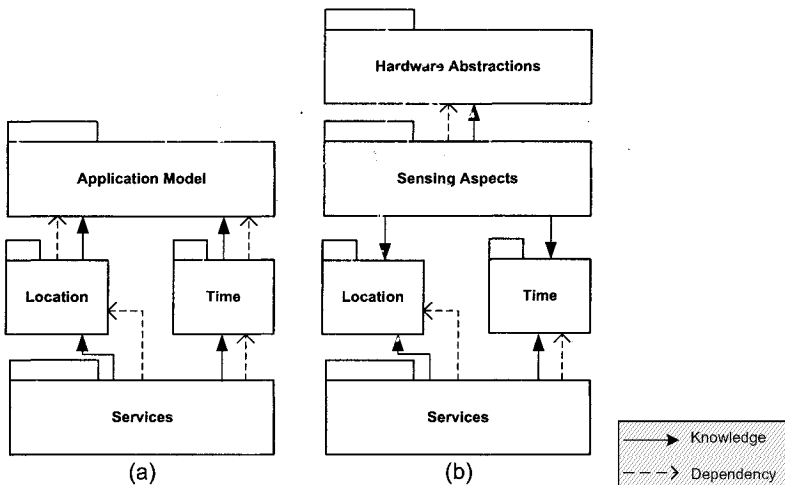 Hardware Abstractions
Application Model
Sensing Aspects
Location
Time
Location
Time
Services
Services
(a)
(b)
Knowledge
Dependency